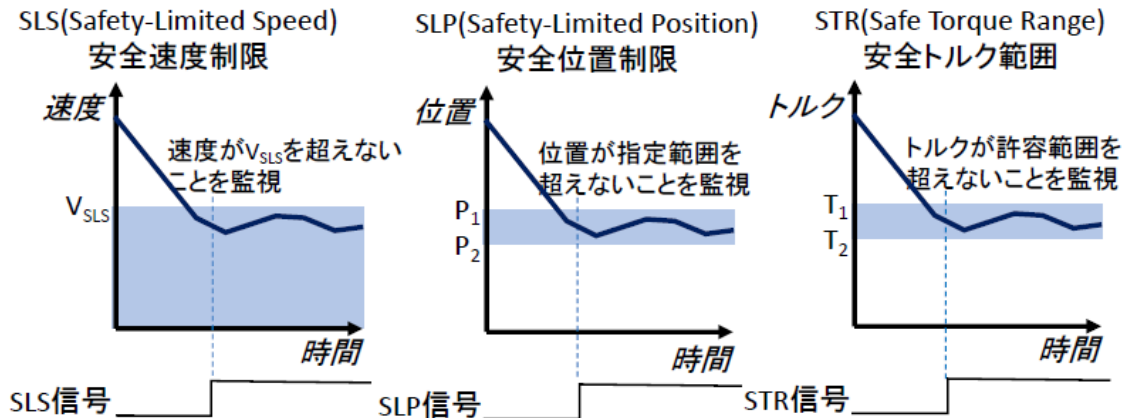 SLS(Safety-Limited Speed)
安全速度制限
速度
速度がVSLSを超えない
ことを監視
VSLS
時間
SLS信号
SLP(Safety-Limited Position)
安全位置制限
位置
位置が指定範囲を
超えないことを監視
P1
P2
時間
SLP信号
STR(Safe Torque Range)
安全トルク範囲
トルク
トルクが許容範囲を
超えないことを監視
T1
T2
時間
STR信号